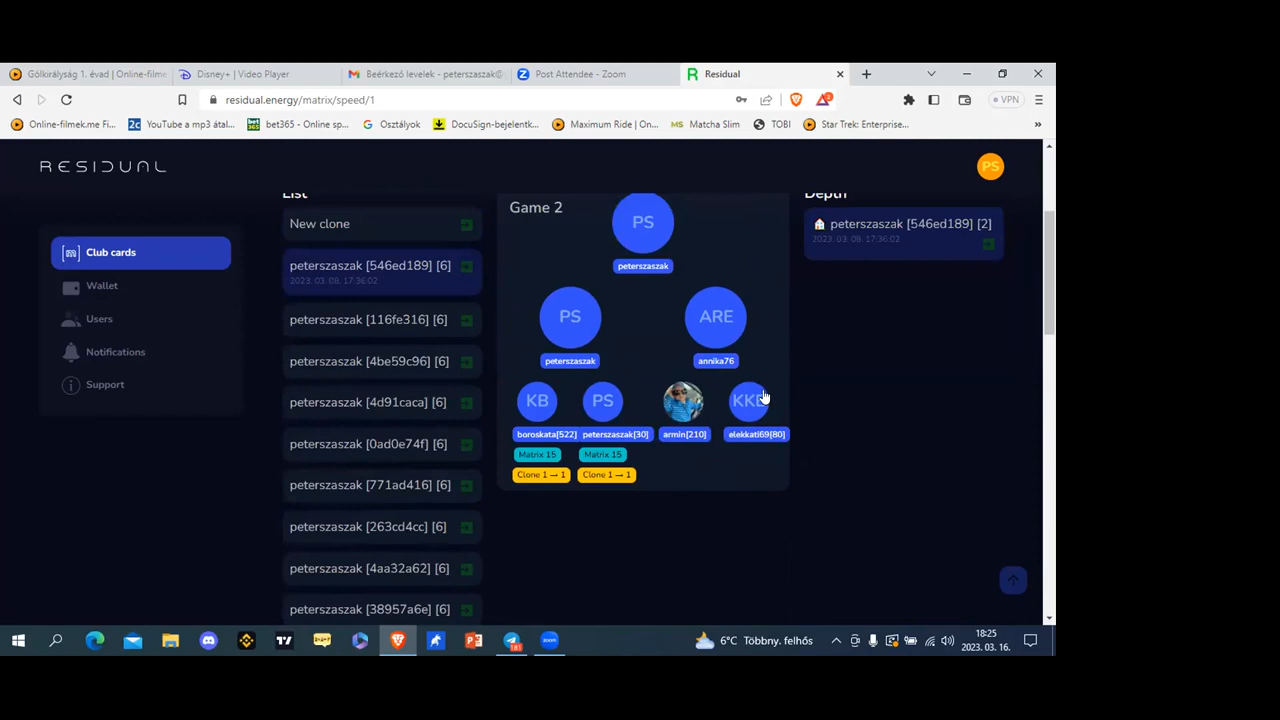 Gólkirályság 1. évad | Online-filme
Disney+ | Video Player
Beérkező levelek - peterszaszak@
Post Attendee - Zoom
Residual
residual.energy/matrix/speed/1
VPN
Online-filmek.me Fi...
YouTube a mp3 átal...
bet365 - Online sp...
Osztályok
DocuSign-bejelentk...
Maximum Ride | On...
MS Matcha Slim
TOBI
Star Trek: Enterprise...
RESIDUAL
PS
Club cards
Wallet
Users
Notifications
Support
List
New clone
peterszaszak [546ed189] [6]
2023. 03. 08. 17:36:02
peterszaszak [116fe316] [6]
peterszaszak [4be59c96] [6]
peterszaszak [4d91caca] [6]
peterszaszak [0ad0e74f] [6]
peterszaszak [771ad416] [6]
peterszaszak [263cd4cc] [6]
peterszaszak [4aa32a62] [6]
peterszaszak [38957a6e] [6]
Game 2
PS
peterszaszak
PS
peterszaszak
ARE
annika76
KB
PS
boroskata[522]
peterszaszak[30]
armin[210]
elekkati69[80]
Matrix 15
Matrix 15
Clone 1 → 1
Clone 1 → 1
Depth
peterszaszak [546ed189] [2]
2023. 03. 08. 17:36:02
181
zoom
6°C Többny. felhős
18:25
2023. 03. 16.